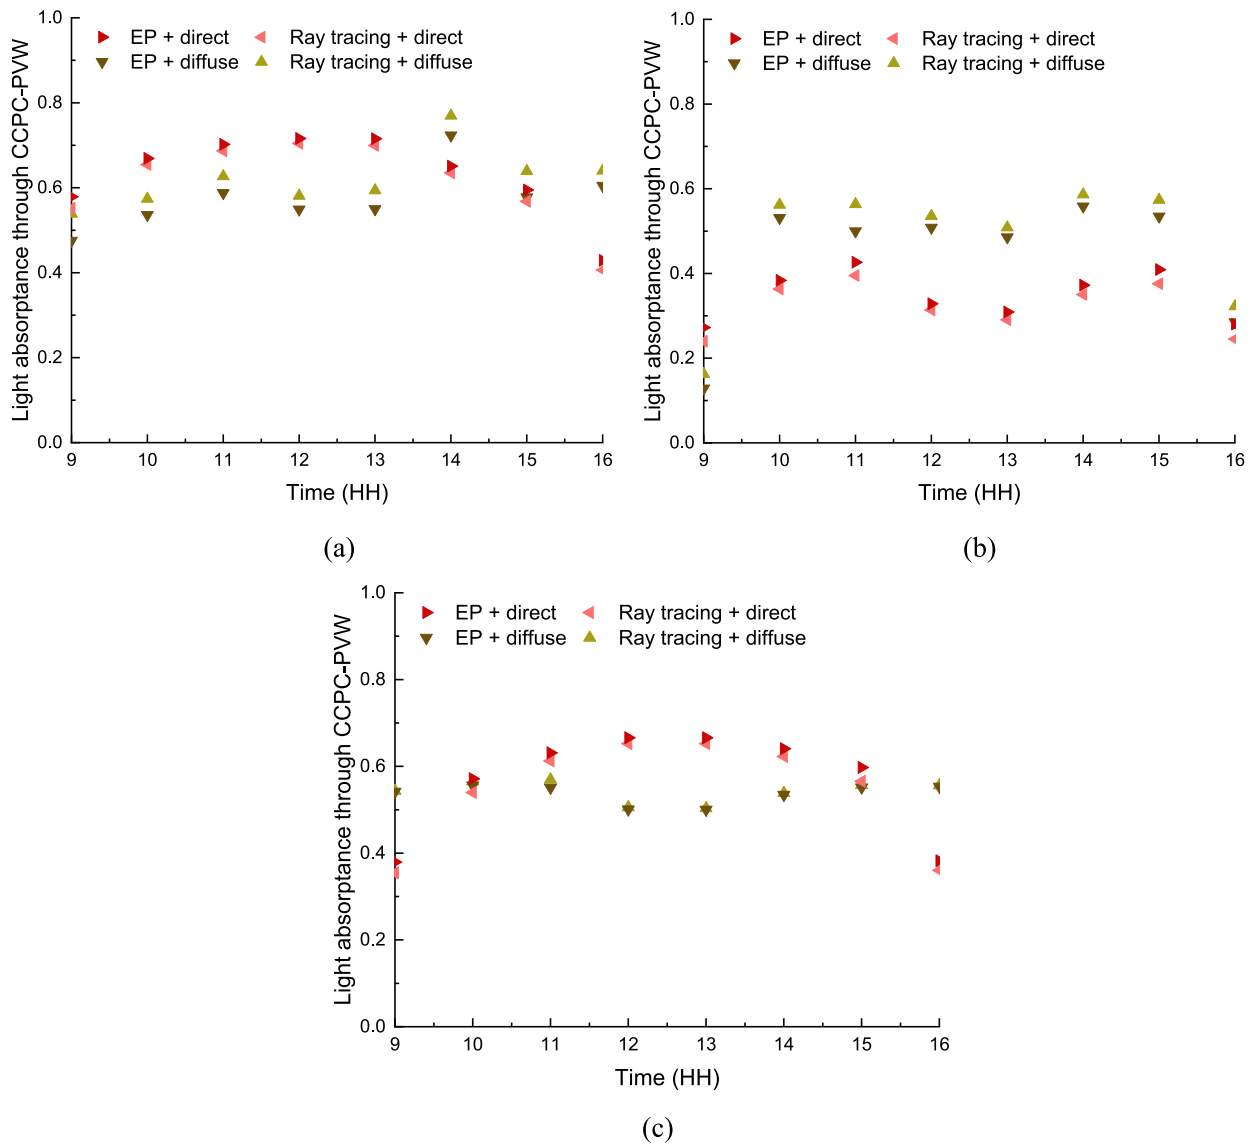 1.0
EP + direct
Ray tracing + direct
EP + diffuse
Ray tracing + diffuse
0.8
0.6
0.4
0.2
0.0
Light absorptance through CCPC-PVW
9 10 11 12 13 14 15 16
Time (HH)
(a)
1.0
EP + direct
Ray tracing + direct
EP + diffuse
Ray tracing + diffuse
0.8
0.6
0.4
0.2
0.0
Light absorptance through CCPC-PVW
9 10 11 12 13 14 15 16
Time (HH)
(b)
1.0
EP + direct
Ray tracing + direct
EP + diffuse
Ray tracing + diffuse
0.8
0.6
0.4
0.2
0.0
Light absorptance through CCPC-PVW
9 10 11 12 13 14 15 16
Time (HH)
(c)